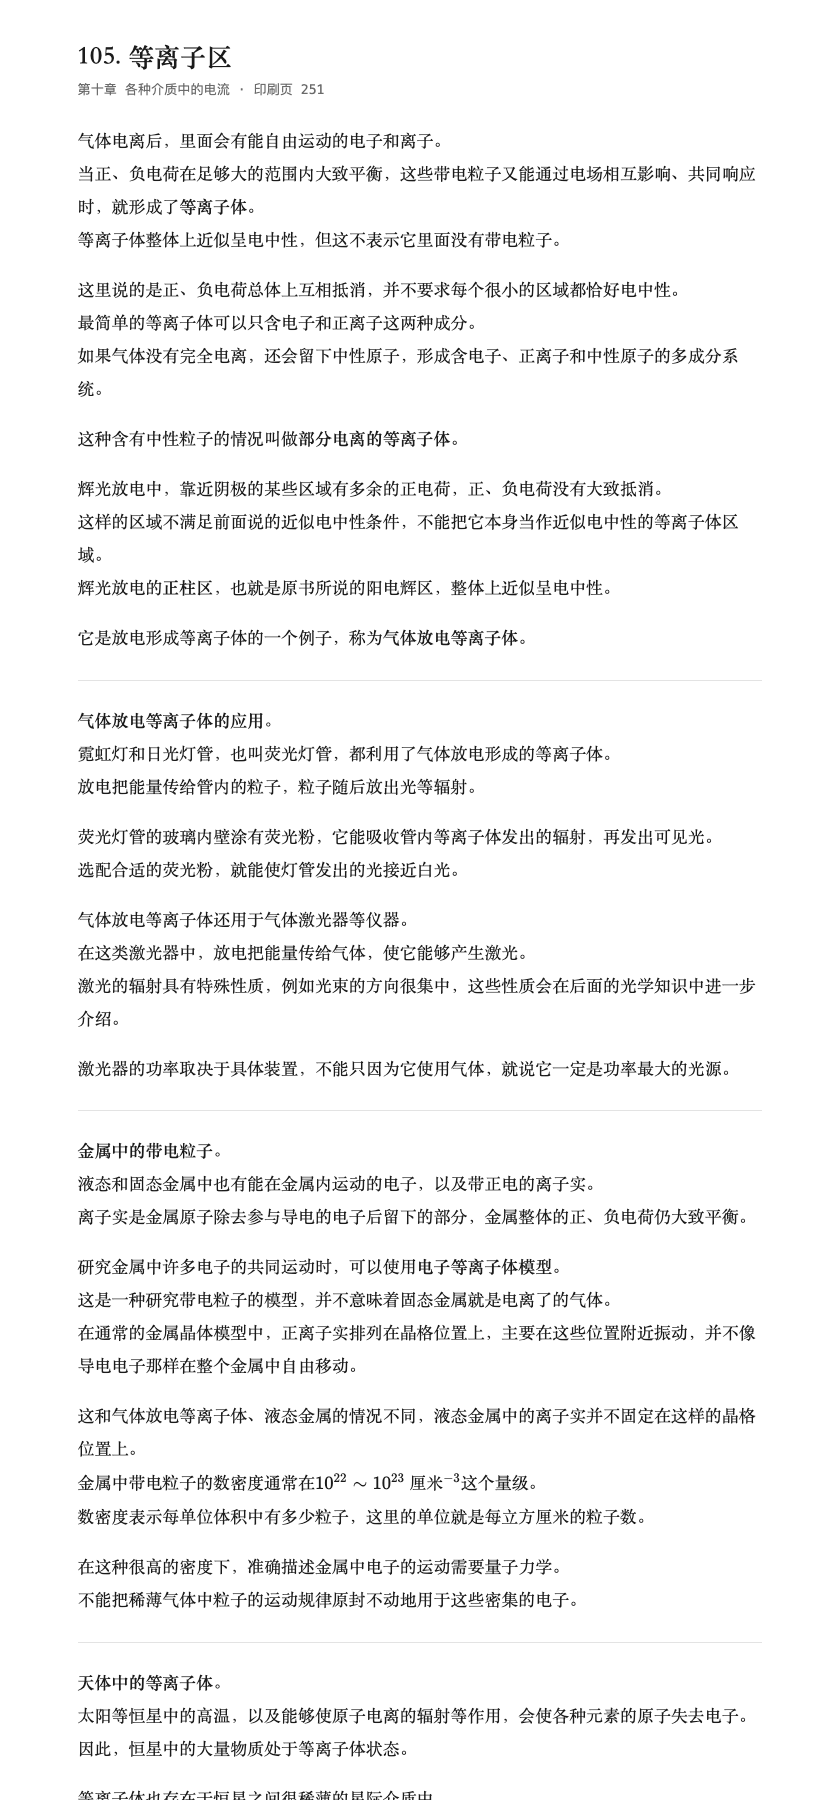 105. 等离子区
第十章 各种介质中的电流 · 印刷页 251
气体电离后，里面会有能自由运动的电子和离子。
当正、负电荷在足够大的范围内大致平衡，这些带电粒子又能通过电场相互影响、共同响应
时，就形成了等离子体。
等离子体整体上近似呈电中性，但这不表示它里面没有带电粒子。
这里说的是正、负电荷总体上互相抵消，并不要求每个很小的区域都恰好电中性。
最简单的等离子体可以只含电子和正离子这两种成分。
如果气体没有完全电离，还会留下中性原子，形成含电子、正离子和中性原子的多成分系
统。
这种含有中性粒子的情况叫做部分电离的等离子体。
辉光放电中，靠近阴极的某些区域有多余的正电荷，正、负电荷没有大致抵消。
这样的区域不满足前面说的近似电中性条件，不能把它本身当作近似电中性的等离子体区
域。
辉光放电的正柱区，也就是原书所说的阳电辉区，整体上近似呈电中性。
它是放电形成等离子体的一个例子，称为气体放电等离子体。
气体放电等离子体的应用。
霓虹灯和日光灯管，也叫荧光灯管，都利用了气体放电形成的等离子体。
放电把能量传给管内的粒子，粒子随后放出光等辐射。
荧光灯管的玻璃内壁涂有荧光粉，它能吸收管内等离子体发出的辐射，再发出可见光。
选配合适的荧光粉，就能使灯管发出的光接近白光。
气体放电等离子体还用于气体激光器等仪器。
在这类激光器中，放电把能量传给气体，使它能够产生激光。
激光的辐射具有特殊性质，例如光束的方向很集中，这些性质会在后面的光学知识中进一步
介绍。
激光器的功率取决于具体装置，不能只因为它使用气体，就说它一定是功率最大的光源。
金属中的带电粒子。
液态和固态金属中也有能在金属内运动的电子，以及带正电的离子实。
离子实是金属原子除去参与导电的电子后留下的部分，金属整体的正、负电荷仍大致平衡。
研究金属中许多电子的共同运动时，可以使用电子等离子体模型。
这是一种研究带电粒子的模型，并不意味着固态金属就是电离了的气体。
在通常的金属晶体模型中，正离子实排列在晶格位置上，主要在这些位置附近振动，并不像
导电电子那样在整个金属中自由移动。
这和气体放电等离子体、液态金属的情况不同，液态金属中的离子实并不固定在这样的晶格
位置上。
金属中带电粒子的数密度通常在10²² ∼ 10²³ 厘米⁻³这个量级。
数密度表示每单位体积中有多少粒子，这里的单位就是每立方厘米的粒子数。
在这种很高的密度下，准确描述金属中电子的运动需要量子力学。
不能把稀薄气体中粒子的运动规律原封不动地用于这些密集的电子。
天体中的等离子体。
太阳等恒星中的高温，以及能够使原子电离的辐射等作用，会使各种元素的原子失去电子。
因此，恒星中的大量物质处于等离子体状态。
等离子体也存在于恒星之间很稀薄的星际介质中